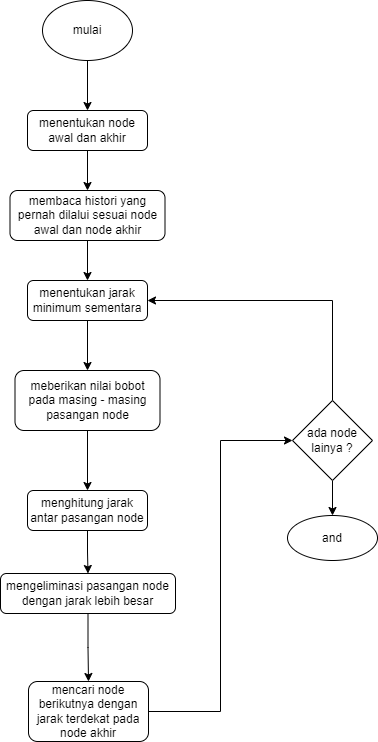 mulai
menentukan node
awal dan akhir
membaca histori yang
pernah dilalui sesuai node
awal dan node akhir
menentukan jarak
minimum sementara
meberikan nilai bobot
pada masing - masing
pasangan node
menghitung jarak
antar pasangan node
mengeliminasi pasangan node
dengan jarak lebih besar
mencari node
berikutnya dengan
jarak terdekat pada
node akhir
ada node
lainya ?
and